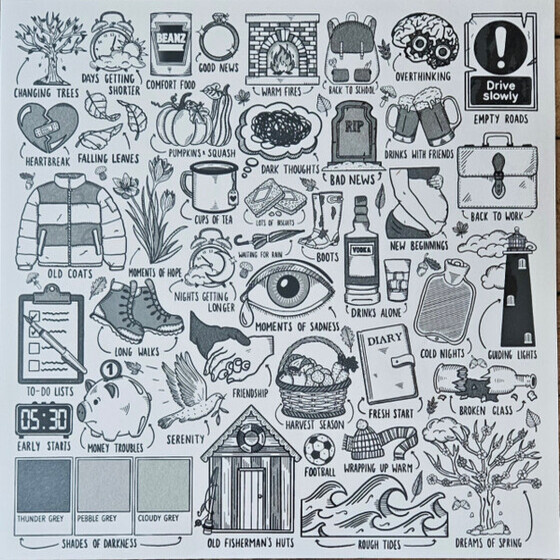 CHANGING TREES
DAYS GETTING
SHORTER
BEANZ
COMFORT FOOD
GOOD NEWS
WARM FIRES
BACK TO SCHOOL
OVERTHINKING
!
Drive
slowly
EMPTY ROADS
HEARTBREAK
FALLING LEAVES
PUMPKINS & SQUASH
DARK THOUGHTS
RIP
BAD NEWS
DRINKS WITH FRIENDS
BACK TO WORK
OLD COATS
MOMENTS OF HOPE
CUPS OF TEA
LOTS OF BISCUITS
WAITING FOR RAIN
BOOTS
VODKA
DRINKS ALONE
NEW BEGINNINGS
NIGHTS GETTING
LONGER
MOMENTS OF SADNESS
COLD NIGHTS
GUIDING LIGHTS
TO-DO LISTS
LONG WALKS
FRIENDSHIP
HARVEST SEASON
DIARY
FRESH START
BROKEN GLASS
05:30
EARLY STARTS
1
MONEY TROUBLES
SERENITY
OLD FISHERMAN'S HUTS
FOOTBALL
WRAPPING UP WARM
ROUGH TIDES
DREAMS OF SPRING
THUNDER GREY
PEBBLE GREY
CLOUDY GREY
SHADES OF DARKNESS